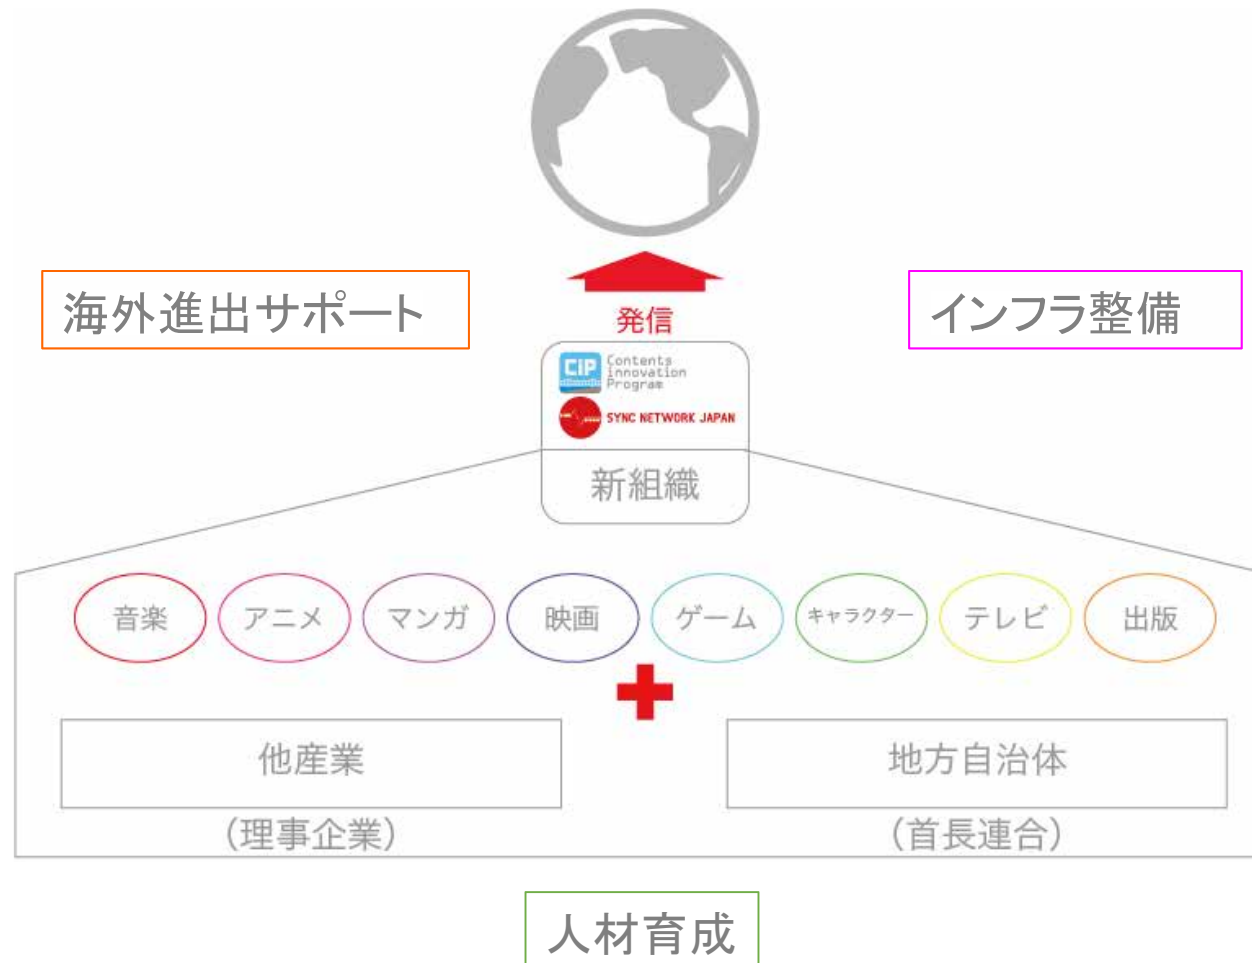 海外進出サポート
インフラ整備
発信
CiP Contents
innovation
Program
SYNC NETWORK JAPAN
新組織
音楽
アニメ
マンガ
映画
ゲーム
キャラクター
テレビ
出版
他産業
地方自治体
（理事企業）
（首長連合）
人材育成